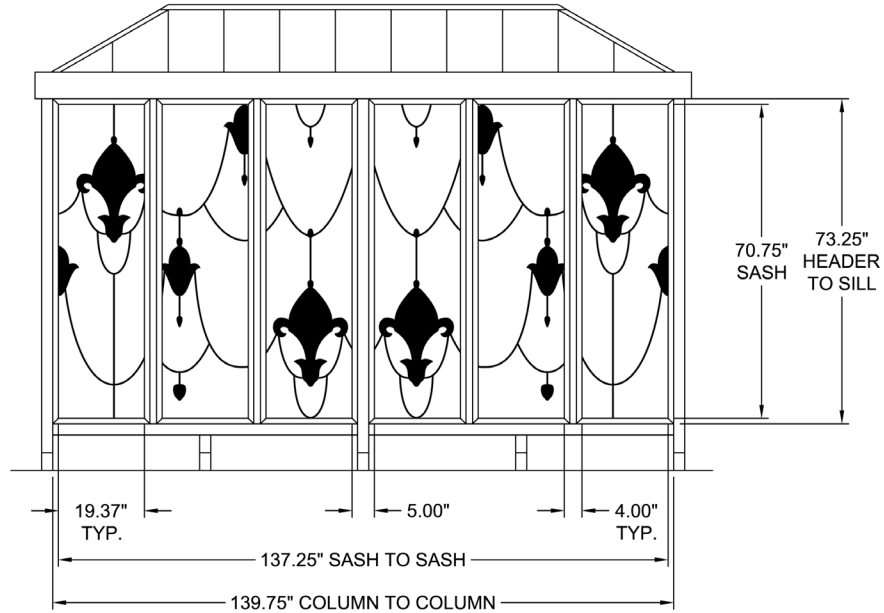 70.75"
SASH
73.25"
HEADER
TO SILL
19.37"
TYP.
5.00"
4.00"
TYP.
137.25" SASH TO SASH
139.75" COLUMN TO COLUMN